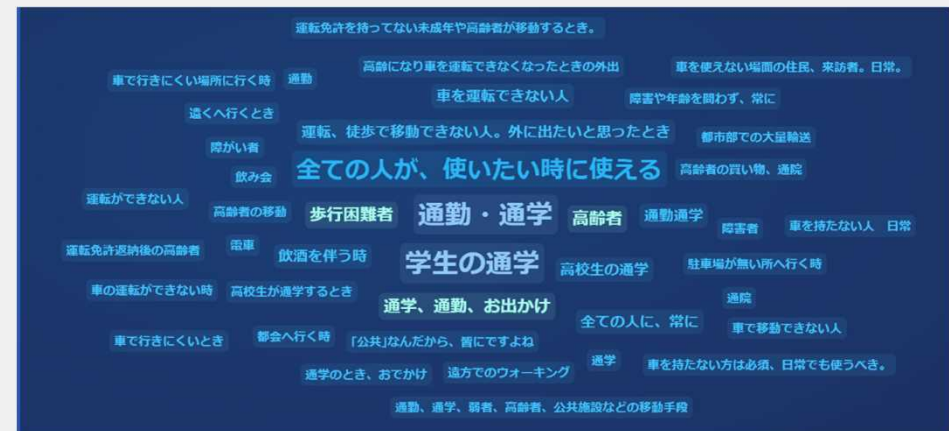 運転免許を持ってない未成年や高齢者が移動するとき。
高齢になり車を運転できなくなったときの外出
車を使えない場面の住民、来訪者。日常。
車で行きにくい場所に行く時
通勤
車を運転できない人
障害や年齢を問わず、常に
遠くへ行くとき
運転、徒歩で移動できない人。外に出たいと思ったとき
都市部での大量輸送
障がい者
全ての人が、使いたい時に使える
高齢者の買い物、通院
飲み会
運転ができない人
高齢者の移動
歩行困難者
通勤・通学
高齢者
通勤通学
障害者
車を持たない人 日常
運転免許返納後の高齢者
電車
飲酒を伴う時
学生の通学
高校生の通学
駐車場が無い所へ行く時
車の運転ができない時
高校生が通学するとき
通学、通勤、お出かけ
通院
全ての人に、常に
車で移動できない人
車で行きにくいとき
都会へ行く時
「公共」なんだから、皆にですよね
通学のとき、おでかけ
遠方でのウォーキング
通学
車を持たない方は必須、日常でも使うべき。
通勤、通学、弱者、高齢者、公共施設などの移動手段